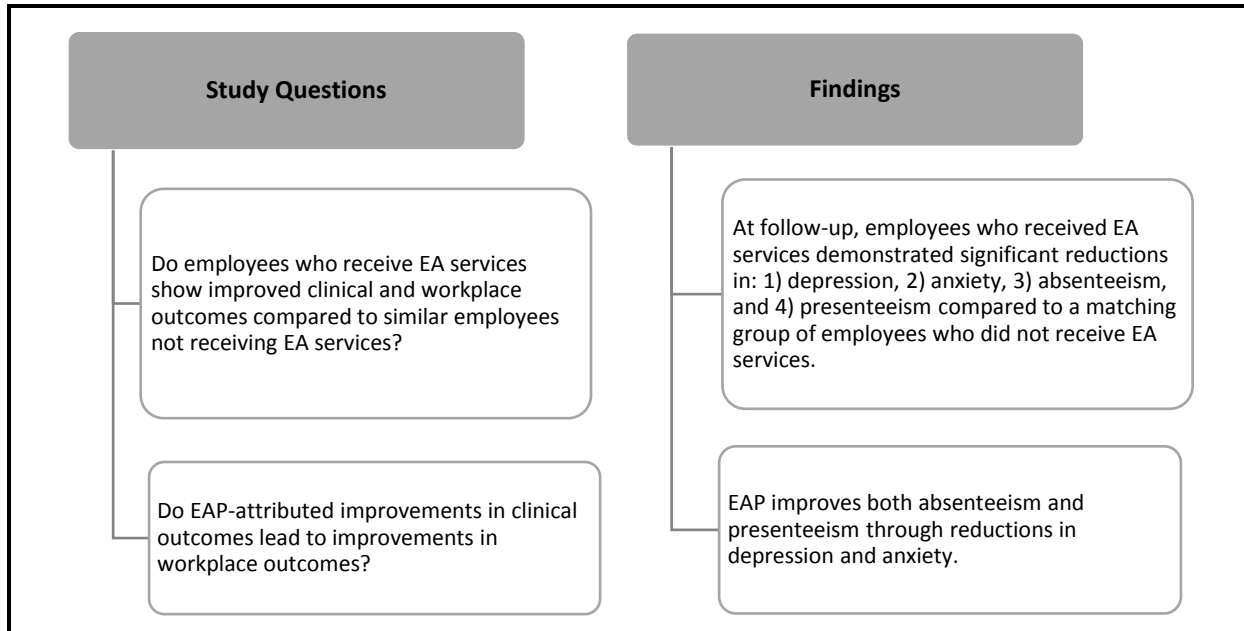 Study Questions
Do employees who receive EA services
show improved clinical and workplace
outcomes compared to similar employees
not receiving EA services?
Do EAP-attributed improvements in clinical
outcomes lead to improvements in
workplace outcomes?
Findings
At follow-up, employees who received EA
services demonstrated significant reductions
in: 1) depression, 2) anxiety, 3) absenteeism,
and 4) presenteeism compared to a matching
group of employees who did not receive EA
services.
EAP improves both absenteeism and
presenteeism through reductions in
depression and anxiety.